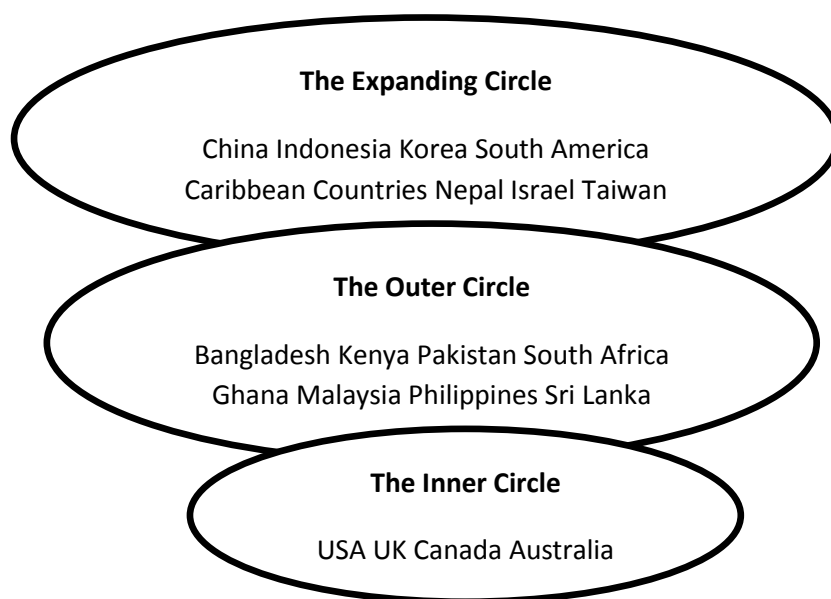 The Expanding Circle
China Indonesia Korea South America
Caribbean Countries Nepal Israel Taiwan
The Outer Circle
Bangladesh Kenya Pakistan South Africa
Ghana Malaysia Philippines Sri Lanka
The Inner Circle
USA UK Canada Australia